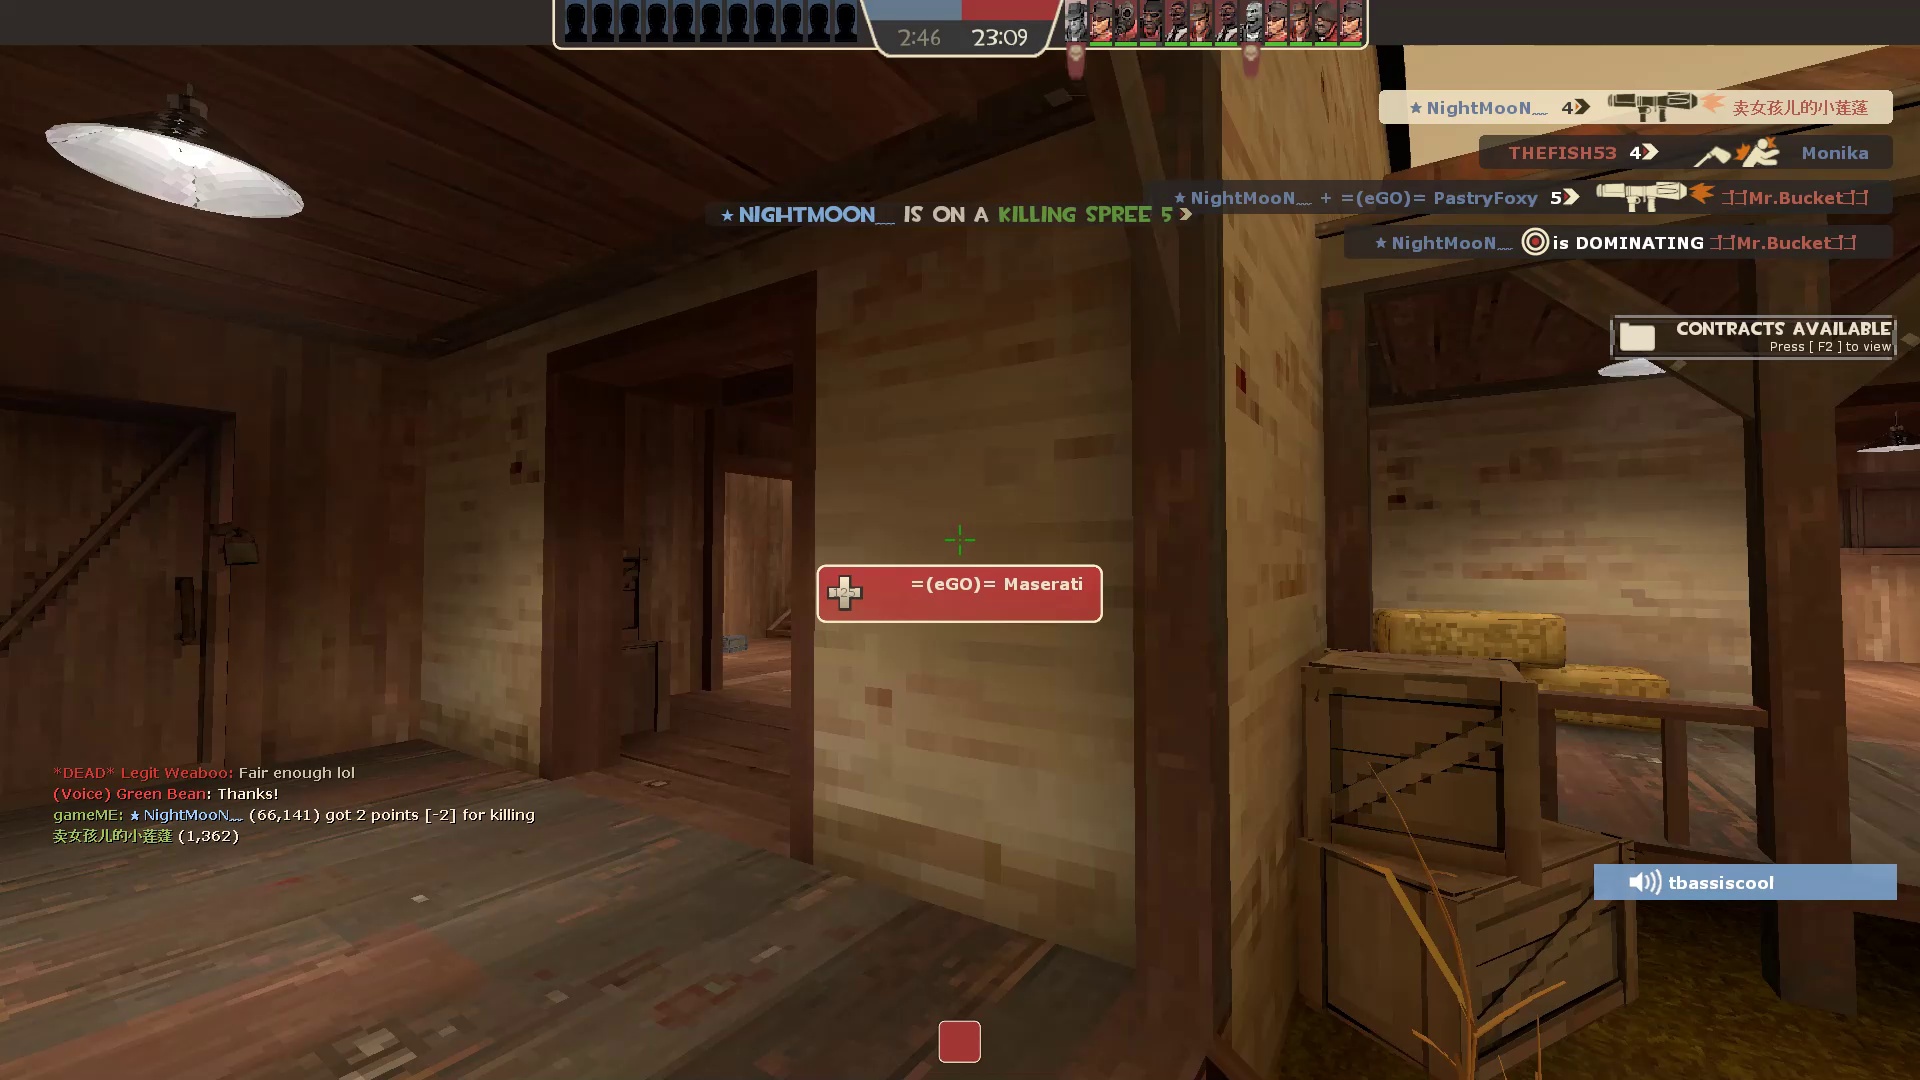 2:46 23:09
★ NightMooN﹏ 4 卖女孩儿的小莲蓬
THEFISH53 4 Monika
★ NIGHTMOON﹏ IS ON A KILLING SPREE 5
★ NightMooN﹏ + =(eGO)= PastryFoxy 5 Mr.Bucket
★ NightMooN﹏ is DOMINATING Mr.Bucket
CONTRACTS AVAILABLE
Press [ F2 ] to view
125
=(eGO)= Maserati
*DEAD* Legit Weaboo: Fair enough lol
(Voice) Green Bean: Thanks!
gameME: ★ NightMooN﹏ (66,141) got 2 points [-2] for killing
卖女孩儿的小莲蓬 (1,362)
tbassiscool